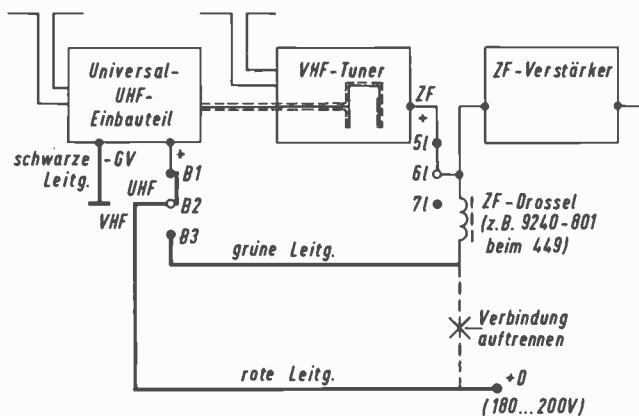 Universal-
UHF-
Einbauteil
VHF-Tuner
ZF
+
ZF-Verstärker
schwarze
Leitg.
-GV
+
UHF
VHF
B1
B2
B3
5l
6l
7l
ZF-Drossel
(z.B. 9240-801
beim 449)
grüne Leitg.
Verbindung
auftrennen
rote Leitg.
+D
(180...200V)